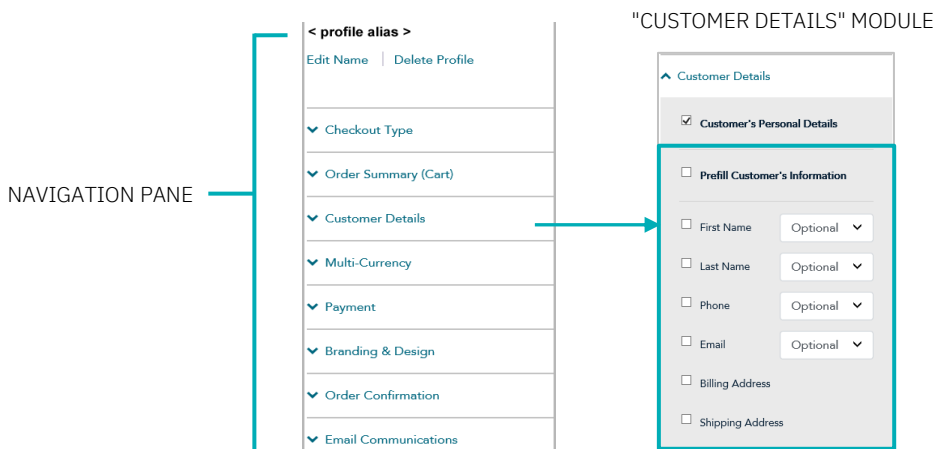 "CUSTOMER DETAILS" MODULE
< profile alias >
Edit Name | Delete Profile
Checkout Type
Order Summary (Cart)
NAVIGATION PANE
Customer Details
Multi-Currency
Payment
Branding & Design
Order Confirmation
Email Communications
Customer Details
Customer's Personal Details
Prefill Customer's Information
First Name Optional
Last Name Optional
Phone Optional
Email Optional
Billing Address
Shipping Address